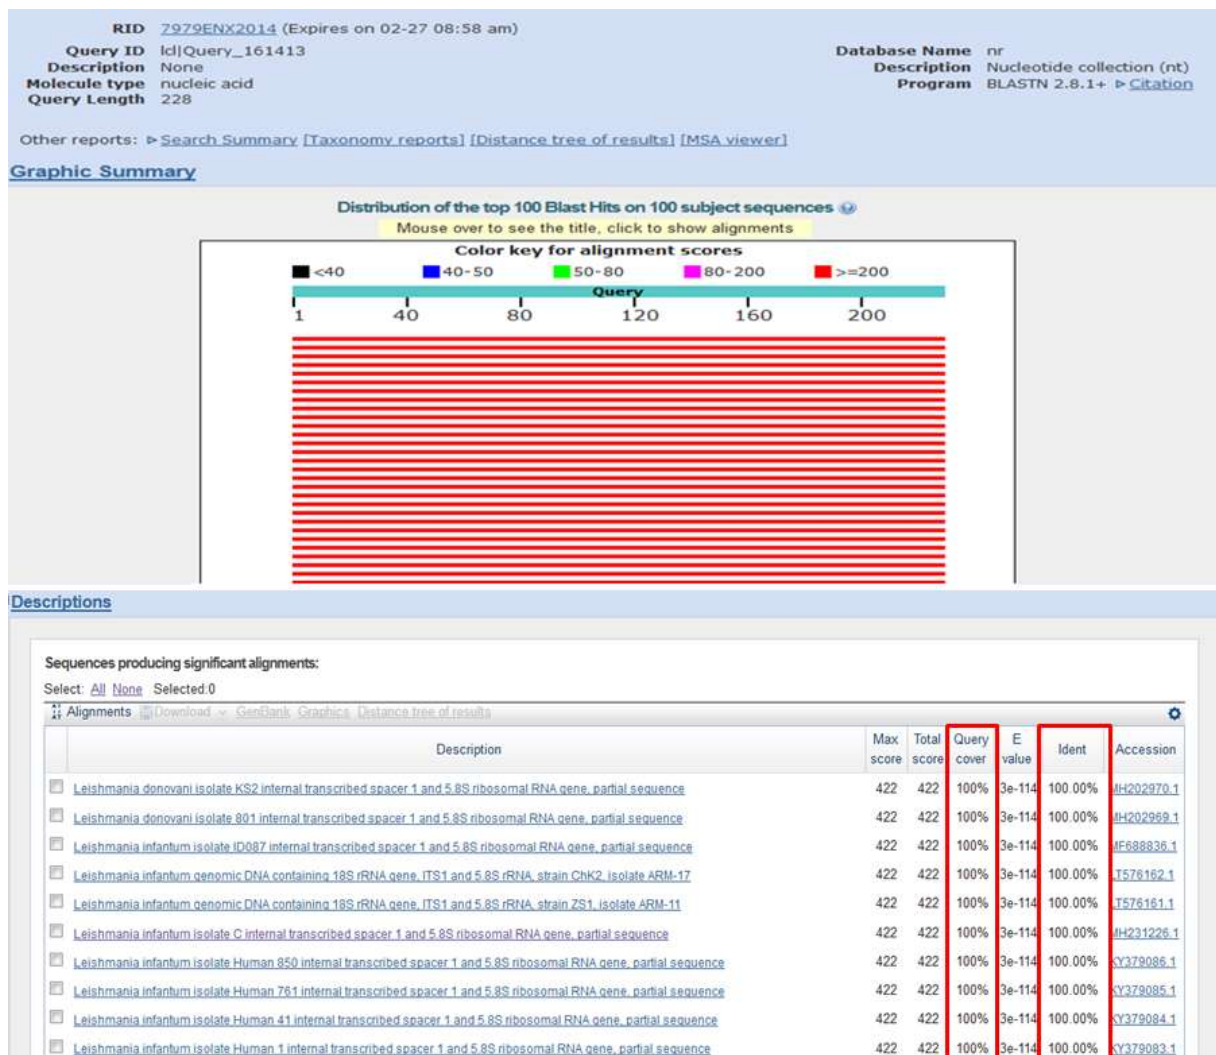 RID 7979ENX2014 (Expires on 02-27 08:58 am)
Query ID lcl|Query_161413
Description None
Molecule type nucleic acid
Query Length 228
Database Name nr
Description Nucleotide collection (nt)
Program BLASTN 2.8.1+ Citation
Other reports: Search Summary [Taxonomy reports] [Distance tree of results] [MSA viewer]
Graphic Summary
Distribution of the top 100 Blast Hits on 100 subject sequences
Mouse over to see the title, click to show alignments
Color key for alignment scores
<40 40-50 50-80 80-200 >=200
Query
1 40 80 120 160 200
Descriptions
Sequences producing significant alignments:
Select: All None Selected:0
Alignments Download GenBank Graphics Distance tree of results
Description Max score Total score Query cover E value Ident Accession
Leishmania donovani isolate KS2 internal transcribed spacer 1 and 5.8S ribosomal RNA gene, partial sequence 422 422 100% 3e-114 100.00% MH202970.1
Leishmania donovani isolate 801 internal transcribed spacer 1 and 5.8S ribosomal RNA gene, partial sequence 422 422 100% 3e-114 100.00% MH202969.1
Leishmania infantum isolate ID087 internal transcribed spacer 1 and 5.8S ribosomal RNA gene, partial sequence 422 422 100% 3e-114 100.00% MF688836.1
Leishmania infantum genomic DNA containing 18S rRNA gene, ITS1 and 5.8S rRNA, strain ChK2, isolate ARM-17 422 422 100% 3e-114 100.00% LT576162.1
Leishmania infantum genomic DNA containing 18S rRNA gene, ITS1 and 5.8S rRNA, strain ZS1, isolate ARM-11 422 422 100% 3e-114 100.00% LT576161.1
Leishmania infantum isolate C internal transcribed spacer 1 and 5.8S ribosomal RNA gene, partial sequence 422 422 100% 3e-114 100.00% MH231226.1
Leishmania infantum isolate Human 850 internal transcribed spacer 1 and 5.8S ribosomal RNA gene, partial sequence 422 422 100% 3e-114 100.00% KY379086.1
Leishmania infantum isolate Human 761 internal transcribed spacer 1 and 5.8S ribosomal RNA gene, partial sequence 422 422 100% 3e-114 100.00% KY379085.1
Leishmania infantum isolate Human 41 internal transcribed spacer 1 and 5.8S ribosomal RNA gene, partial sequence 422 422 100% 3e-114 100.00% KY379084.1
Leishmania infantum isolate Human 1 internal transcribed spacer 1 and 5.8S ribosomal RNA gene, partial sequence 422 422 100% 3e-114 100.00% KY379083.1